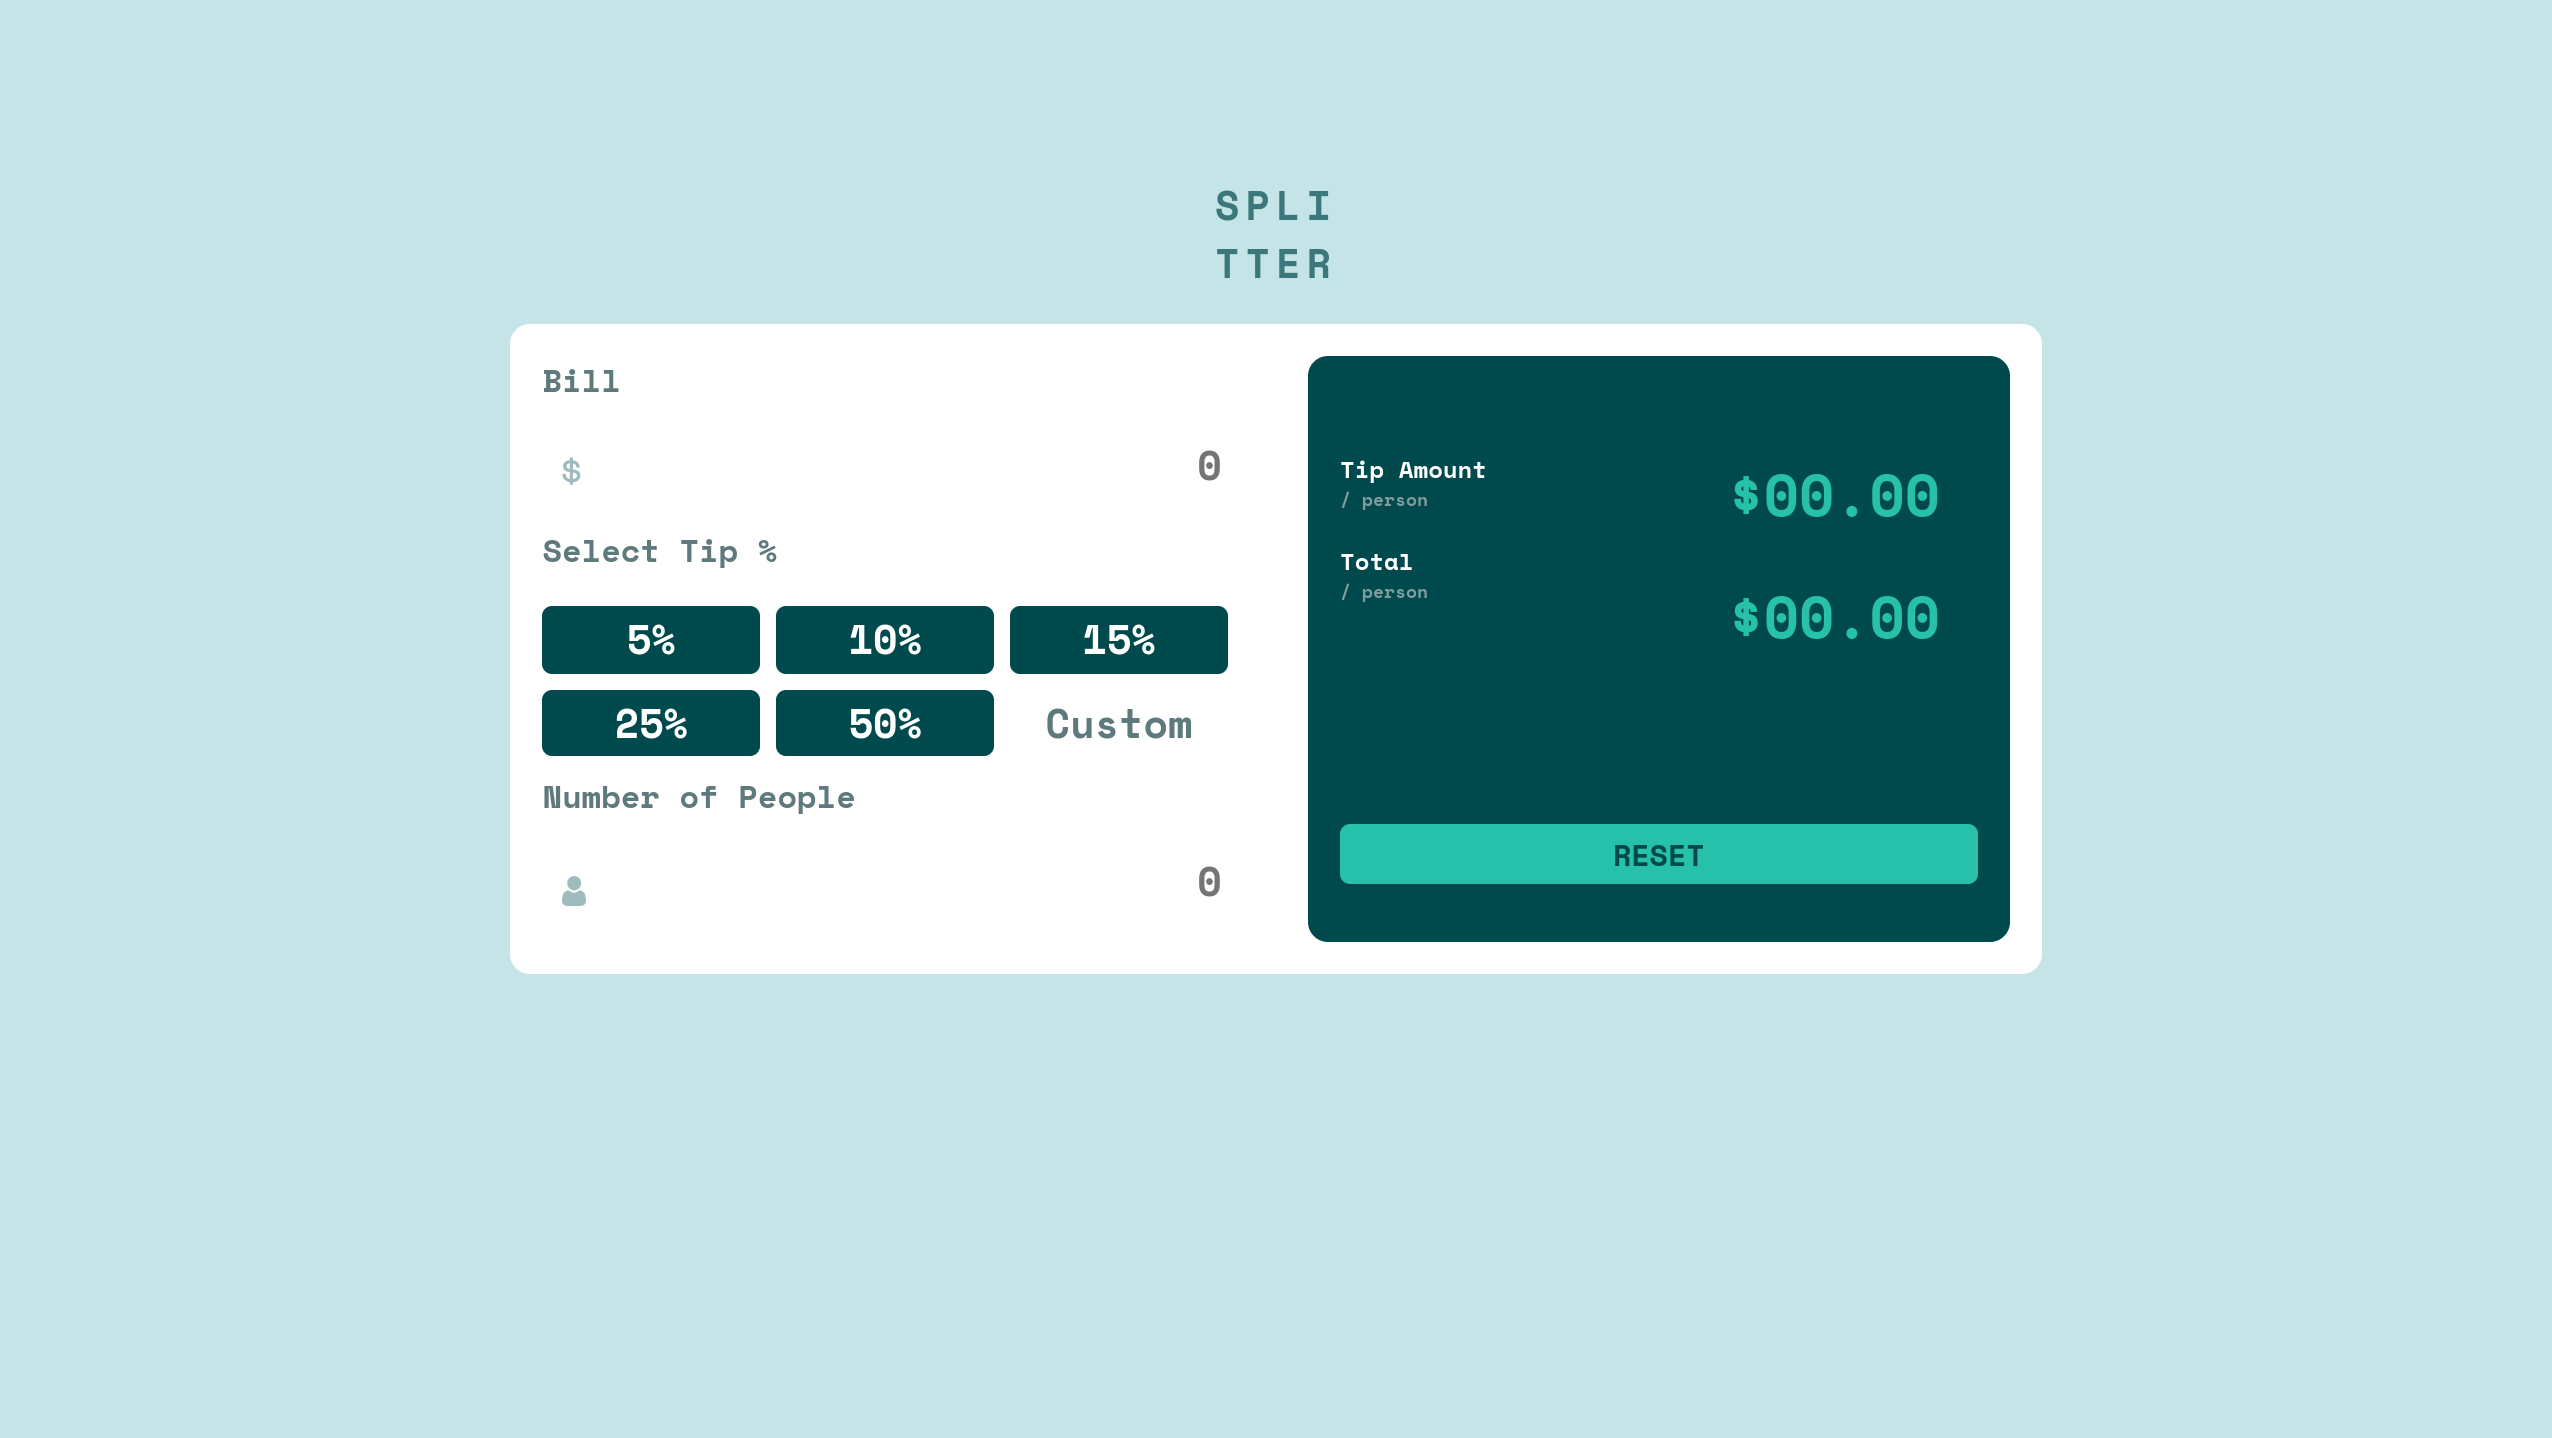 SPLI
TTER
Bill
$ 0
Select Tip %
5% 10% 15%
25% 50% Custom
Number of People
0
Tip Amount
/ person
$00.00
Total
/ person
$00.00
RESET